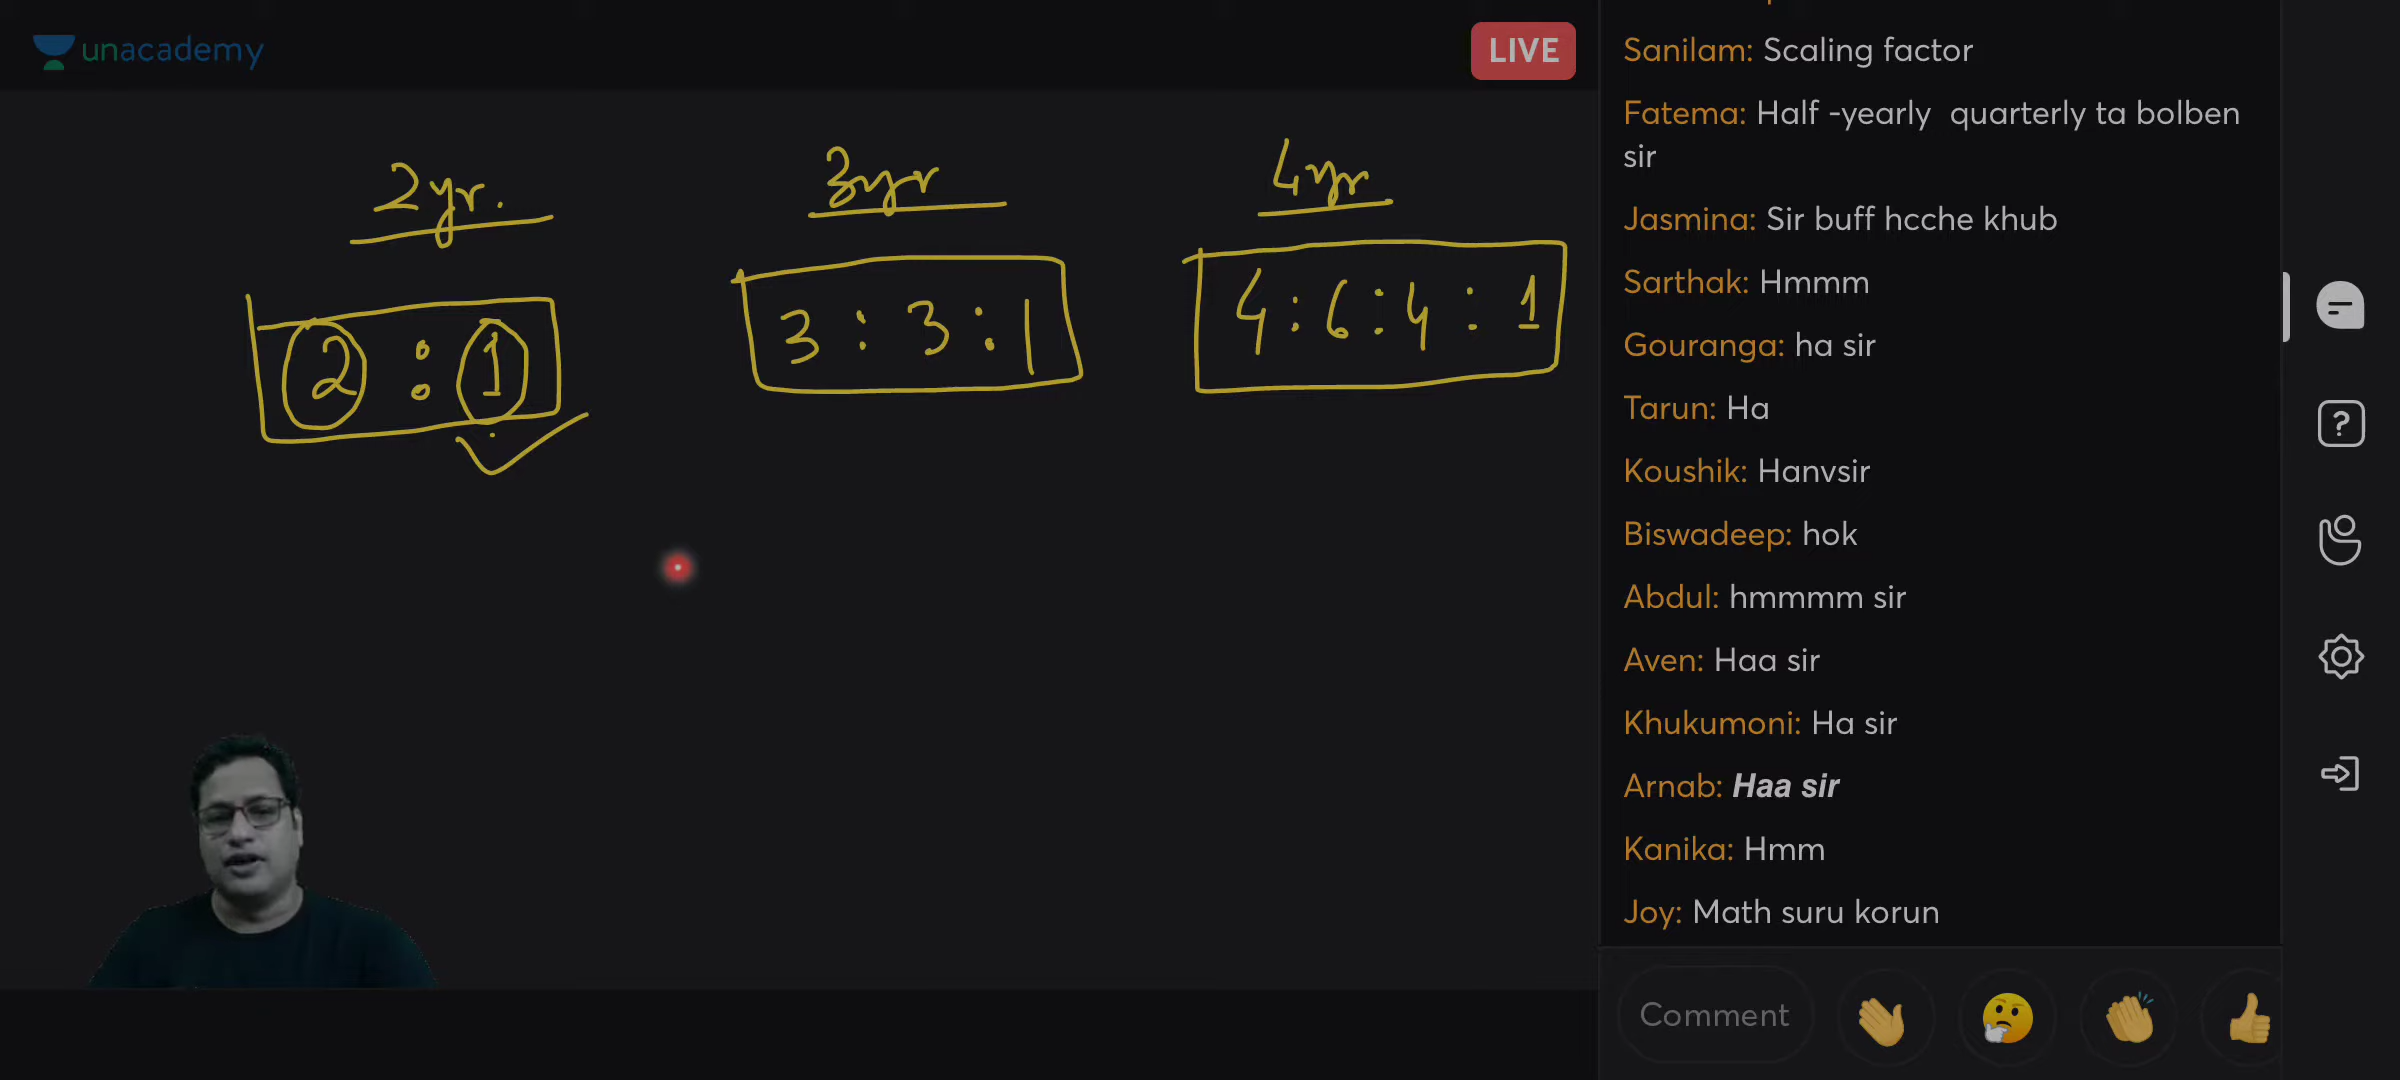 unacademy
LIVE
2yr.
3yr
4yr
2 : 1
3 : 3 : 1
4 : 6 : 4 : 1
Sanilam: Scaling factor
Fatema: Half -yearly quarterly ta bolben
sir
Jasmina: Sir buff hcche khub
Sarthak: Hmmm
Gouranga: ha sir
Tarun: Ha
Koushik: Hanvsir
Biswadeep: hok
Abdul: hmmmm sir
Aven: Haa sir
Khukumoni: Ha sir
Arnab: Haa sir
Kanika: Hmm
Joy: Math suru korun
Comment